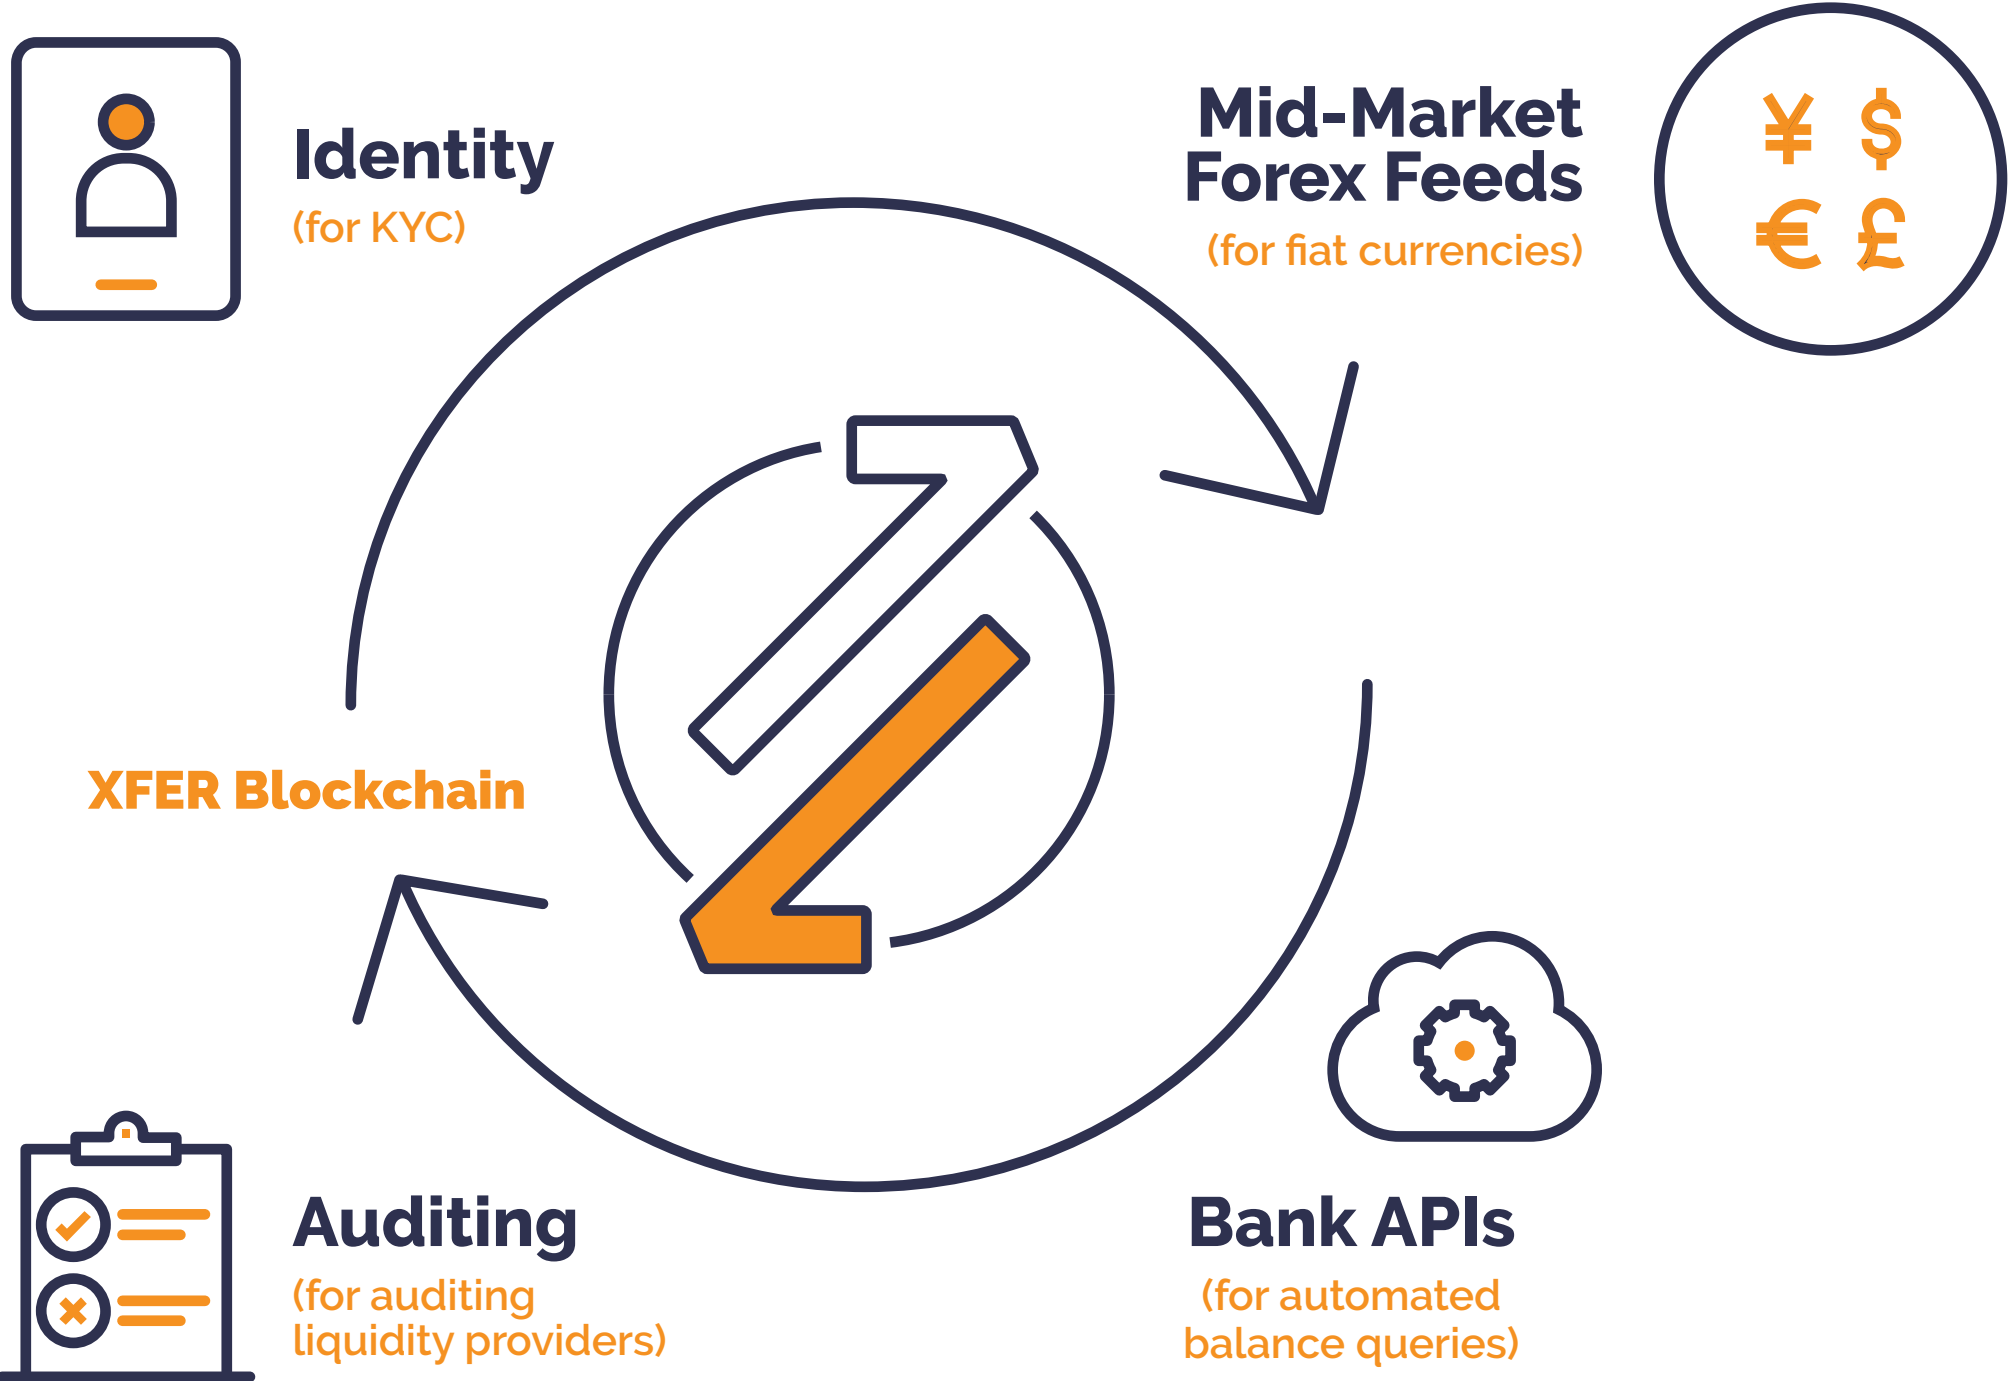 Identity
(for KYC)
Mid-Market
Forex Feeds
(for fiat currencies)
¥ $
€ £
XFER Blockchain
Auditing
(for auditing
liquidity providers)
Bank APIs
(for automated
balance queries)